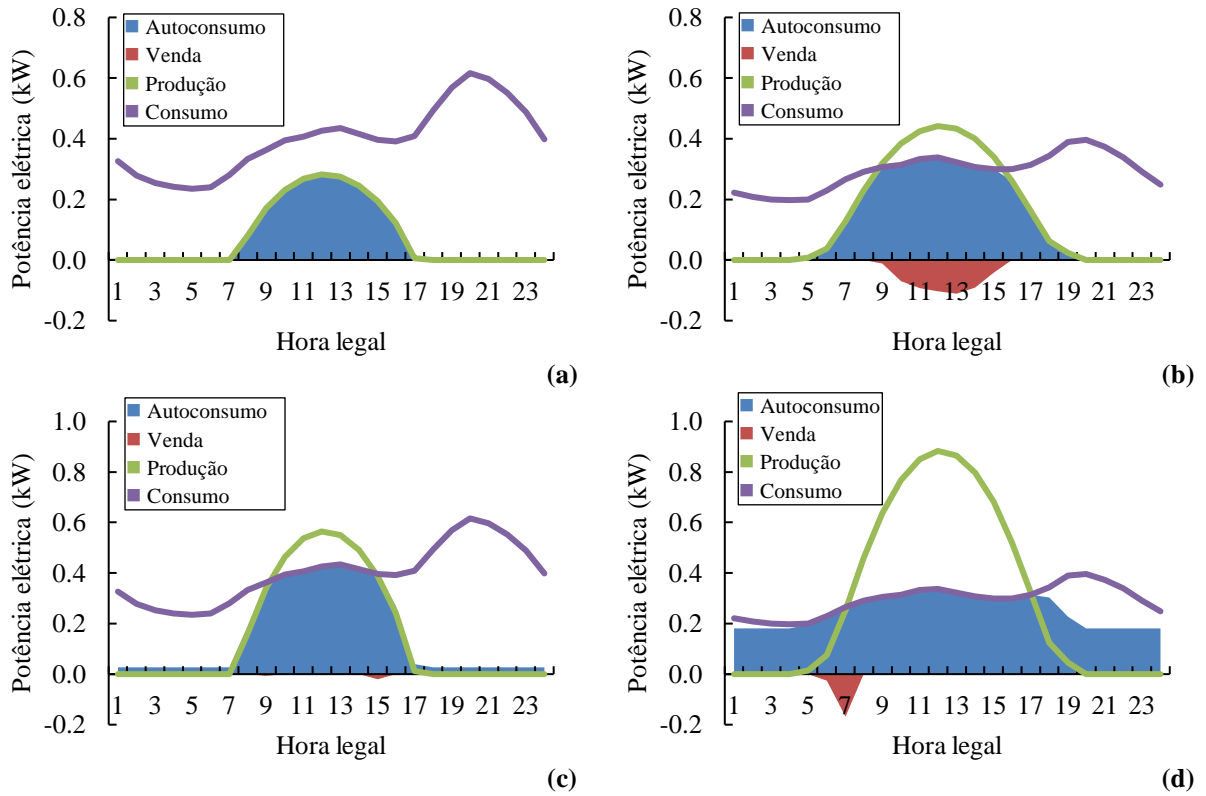 0.8
0.6
0.4
0.2
0.0
-0.2
Potência elétrica (kW)
Autoconsumo
Venda
Produção
Consumo
1 3 5 7 9 11 13 15 17 19 21 23
Hora legal
(a)
0.8
0.6
0.4
0.2
0.0
-0.2
Potência elétrica (kW)
Autoconsumo
Venda
Produção
Consumo
1 3 5 7 9 11 13 15 17 19 21 23
Hora legal
(b)
1.0
0.8
0.6
0.4
0.2
0.0
-0.2
Potência elétrica (kW)
Autoconsumo
Venda
Produção
Consumo
1 3 5 7 9 11 13 15 17 19 21 23
Hora legal
(c)
1.0
0.8
0.6
0.4
0.2
0.0
-0.2
Potência elétrica (kW)
Autoconsumo
Venda
Produção
Consumo
1 3 5 7 9 11 13 15 17 19 21 23
Hora legal
(d)